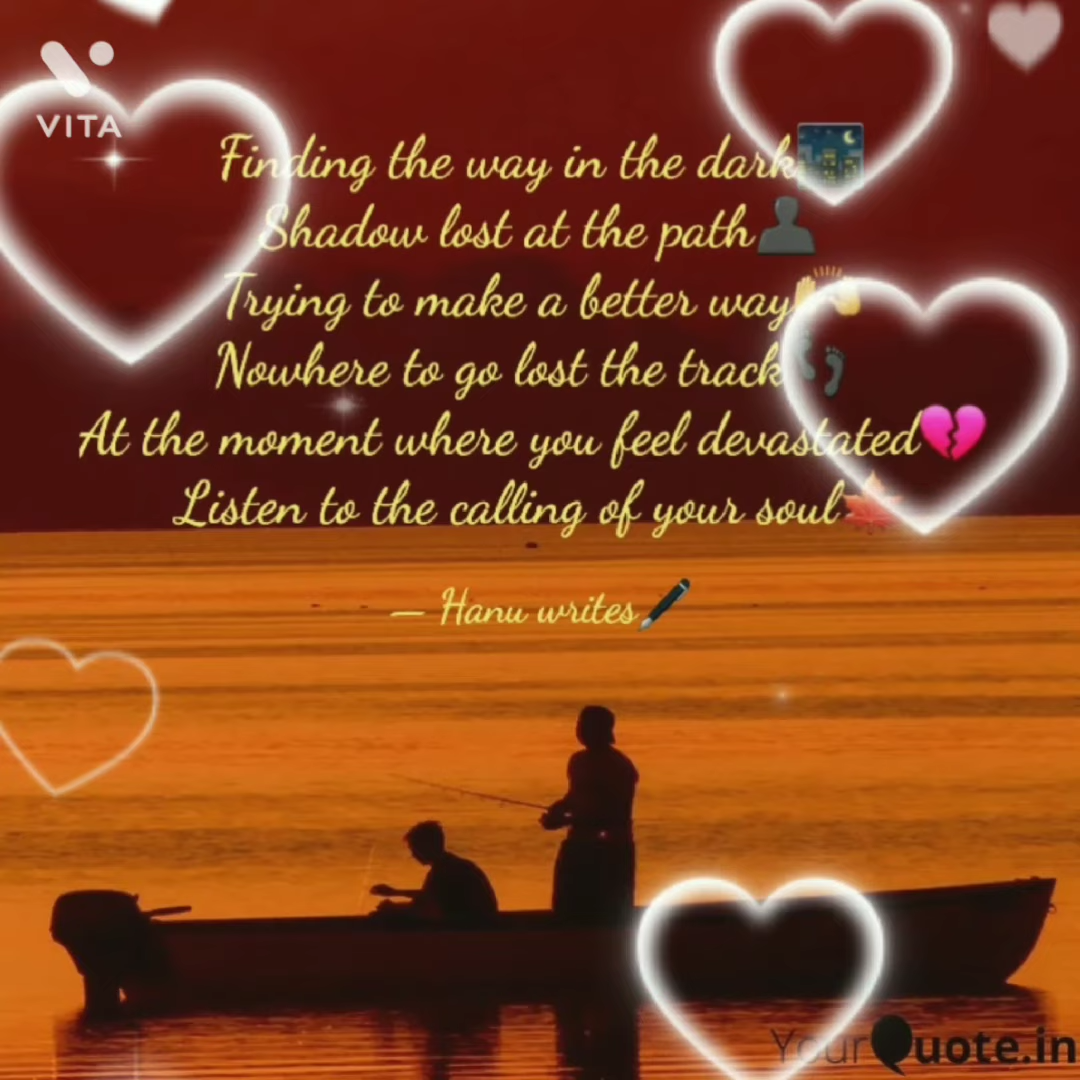 VITA
Finding the way in the dark🌃
Shadow lost at the path👤
Trying to make a better way👏
Nowhere to go lost the track👣
At the moment where you feel devastated💔
Listen to the calling of your soul🍁
— Hanu writes🖊️
YourQuote.in